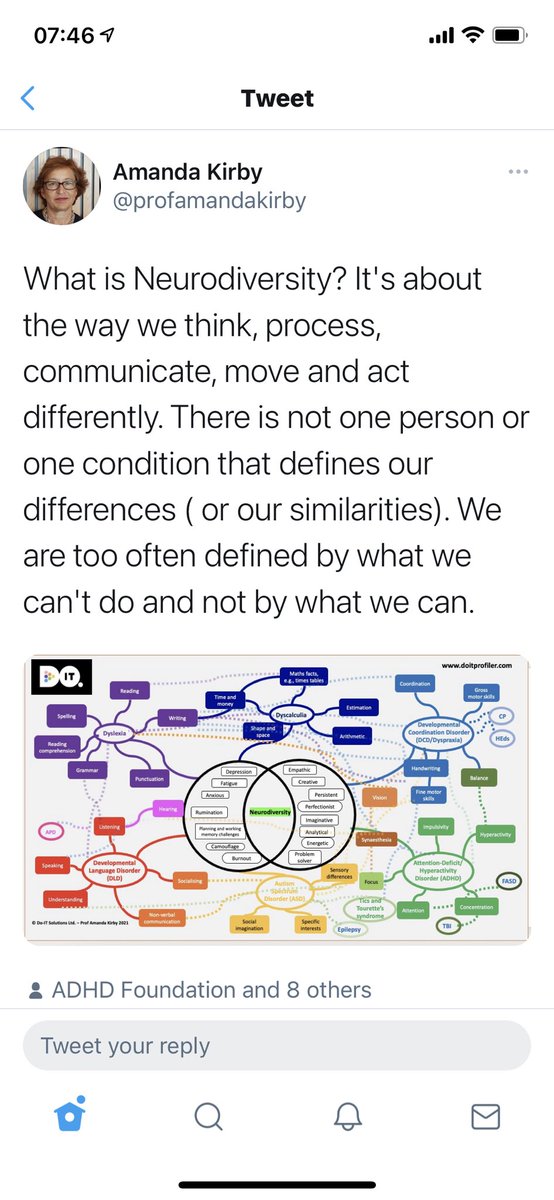 07:46
Tweet
Amanda Kirby
@profamandakirby
What is Neurodiversity? It's about
the way we think, process,
communicate, move and act
differently. There is not one person or
one condition that defines our
differences ( or our similarities). We
are too often defined by what we
can't do and not by what we can.
DO.
IT
www.doitprofiler.com
Maths facts,
e.g., times tables
Reading
Time and
money
Coordination
Gross
motor skills
Spelling
Writing
Dyscalculia
Estimation
CP
Dyslexia
Shape and
space
Arithmetic
Developmental
Coordination Disorder
(DCD/Dyspraxia)
HEds
Reading
comprehension
Grammar
Punctuation
Handwriting
Balance
Depression
Fatigue
Anxious
Rumination
Planning and working
memory challenges
Camouflage
Burnout
Neurodiversity
Empathic
Creative
Persistent
Perfectionist
Imaginative
Analytical
Energetic
Problem
solver
Vision
Fine motor
skills
Hearing
APD
Listening
Impulsivity
Hyperactivity
Synaesthesia
Speaking
Developmental
Language Disorder
(DLD)
Socialising
Sensory
differences
Focus
Attention-Deficit/
Hyperactivity
Disorder (ADHD)
FASD
Understanding
Autism
Spectrum
Disorder (ASD)
Tics and
Tourette's
syndrome
Attention
Concentration
Non-verbal
communication
Social
imagination
Specific
interests
Epilepsy
TBI
© Do-IT Solutions Ltd. – Prof Amanda Kirby 2021
ADHD Foundation and 8 others
Tweet your reply